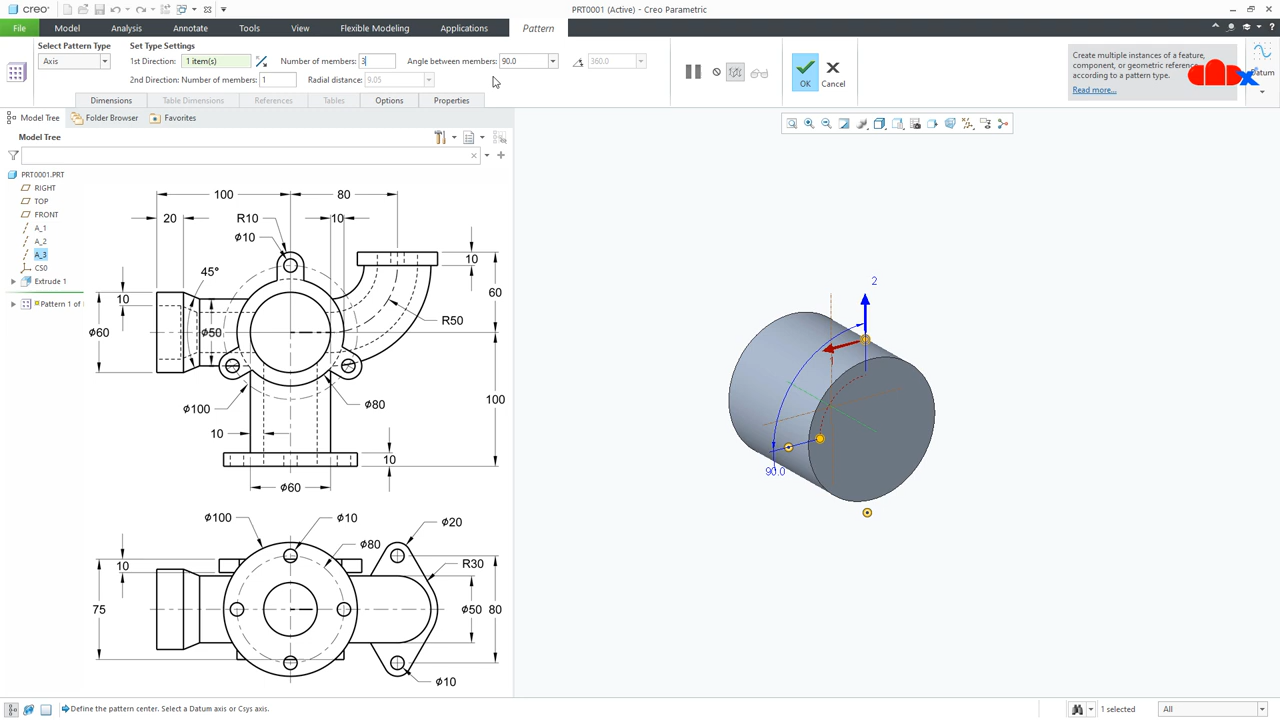 creo
PRT0001 (Active) - Creo Parametric
File Model Analysis Annotate Tools View Flexible Modeling Applications Pattern
Select Pattern Type Set Type Settings
Axis 1st Direction: 1 item(s) Number of members: 3 Angle between members: 90.0 360.0
2nd Direction: Number of members: 1 Radial distance: 9.05
OK Cancel
Create multiple instances of a feature,
component, or geometric reference
according to a pattern type.
Read more...
Datum
Dimensions Table Dimensions References Tables Options Properties
Model Tree Folder Browser Favorites
Model Tree
PRT0001.PRT
RIGHT
TOP
FRONT
A_1
A_2
A_3
CS0
Extrude 1
Pattern 1 of
100 80
20 R10 10
ϕ10
45° 10
10 60
ϕ60 ϕ50 R50
ϕ100 ϕ80 100
10
10
ϕ60
ϕ100 ϕ10 ϕ20
ϕ80
10 R30
75 ϕ50 80
ϕ10
2
1
90.0
Define the pattern center. Select a Datum axis or Csys axis.
1 selected All